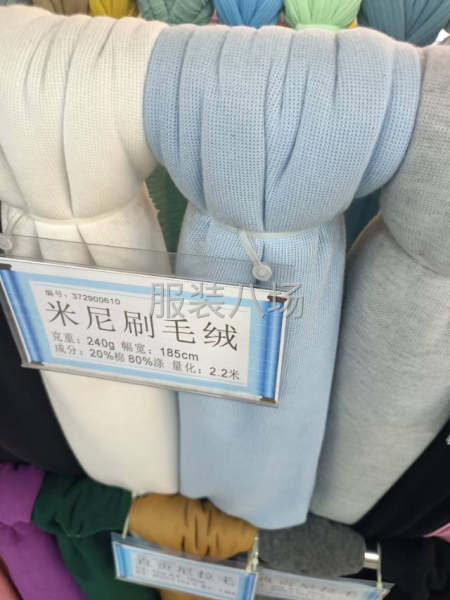 编号：372900610
米尼刷毛绒
克重：240g 幅宽：185cm
成分：20%棉 80%涤 量化：2.2米
服装八场